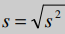 s = √s²